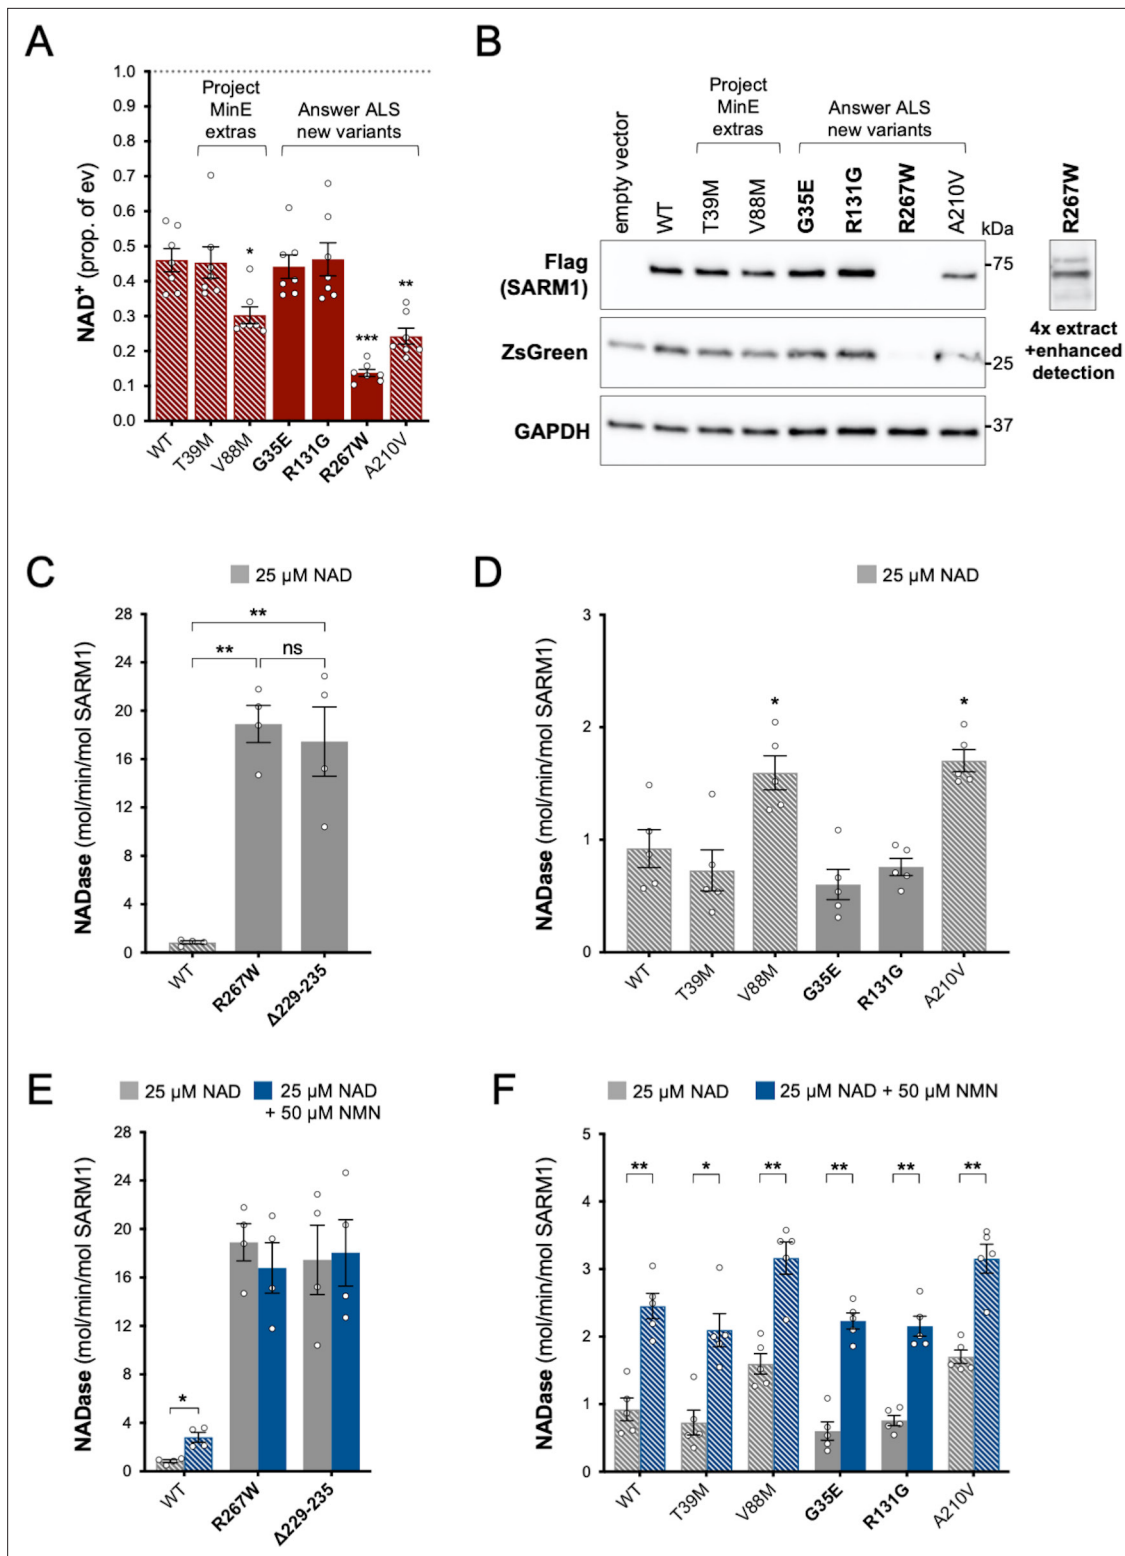 A
NAD+ (prop. of ev)
1.0
0.9
0.8
0.7
0.6
0.5
0.4
0.3
0.2
0.1
0.0
Project
MinE
extras
Answer ALS
new variants
*
***
**
WT
T39M
V88M
G35E
R131G
R267W
A210V
B
Project
MinE
extras
Answer ALS
new variants
empty vector
WT
T39M
V88M
G35E
R131G
R267W
A210V
kDa
R267W
Flag
(SARM1)
-75
ZsGreen
-25
GAPDH
-37
4x extract
+enhanced
detection
C
25 µM NAD
NADase (mol/min/mol SARM1)
28
24
20
16
12
8
4
0
**
**
ns
WT
R267W
Δ229-235
D
25 µM NAD
NADase (mol/min/mol SARM1)
3
2
1
0
*
*
WT
T39M
V88M
G35E
R131G
A210V
E
25 µM NAD
25 µM NAD
+ 50 µM NMN
NADase (mol/min/mol SARM1)
28
24
20
16
12
8
4
0
*
WT
R267W
Δ229-235
F
25 µM NAD
25 µM NAD + 50 µM NMN
NADase (mol/min/mol SARM1)
5
4
3
2
1
0
**
*
**
**
**
**
WT
T39M
V88M
G35E
R131G
A210V